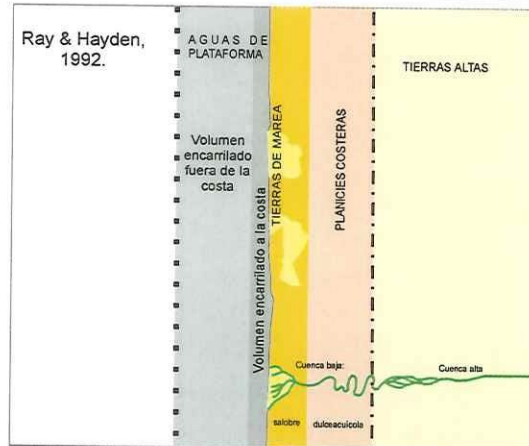 Ray & Hayden,
1992.
AGUAS DE
PLATAFORMA
Volumen
encarrilado
fuera de la
costa
Volumen encarrilado a la costa
TIERRAS DE MAREA
PLANICIES COSTERAS
TIERRAS ALTAS
Cuenca baja:
Cuenca alta
salobre
dulceacuícola